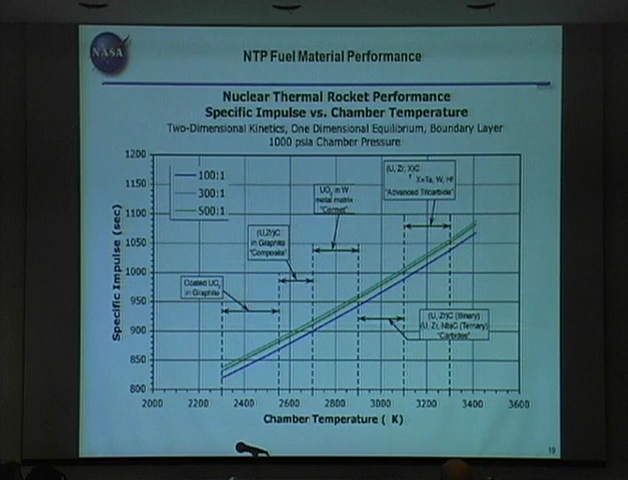 NASA
NTP Fuel Material Performance
Nuclear Thermal Rocket Performance
Specific Impulse vs. Chamber Temperature
Two-Dimensional Kinetics, One Dimensional Equilibrium, Boundary Layer
1000 psia Chamber Pressure
Specific Impulse (sec)
1200
1150
1100
1050
1000
950
900
850
800
100:1
300:1
500:1
Coated UC2
in Graphite
(U,Zr)C
in Graphite
"Composite"
UO2 in W
metal matrix
"Cermet"
(U, Zr, X)C
X=Ta, W, Hf
"Advanced Tricarbide"
(U, Zr)C (Binary)
(U, Zr, Nb)C (Ternary)
"Carbides"
2000
2200
2400
2600
2800
3000
3200
3400
3600
Chamber Temperature ( K)
19